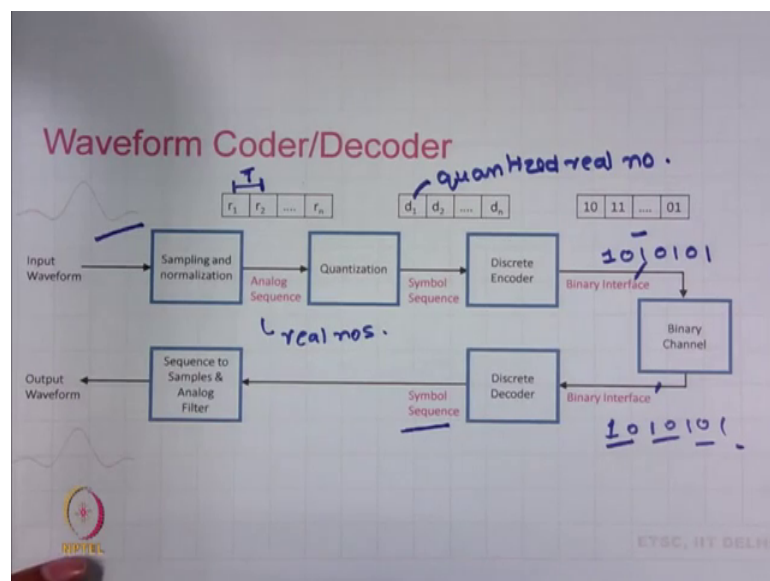 Waveform Coder/Decoder
T
quantized real no.
r1 r2 .... rn
d1 d2 .... dn
10 11 .... 01
1010101
Input
Waveform
Sampling and
normalization
Analog
Sequence
Quantization
Symbol
Sequence
Discrete
Encoder
Binary Interface
real nos.
Binary
Channel
Output
Waveform
Sequence to
Samples &
Analog
Filter
Symbol
Sequence
Discrete
Decoder
Binary Interface
1010101
NPTEL
ETSC, IIT DELHI